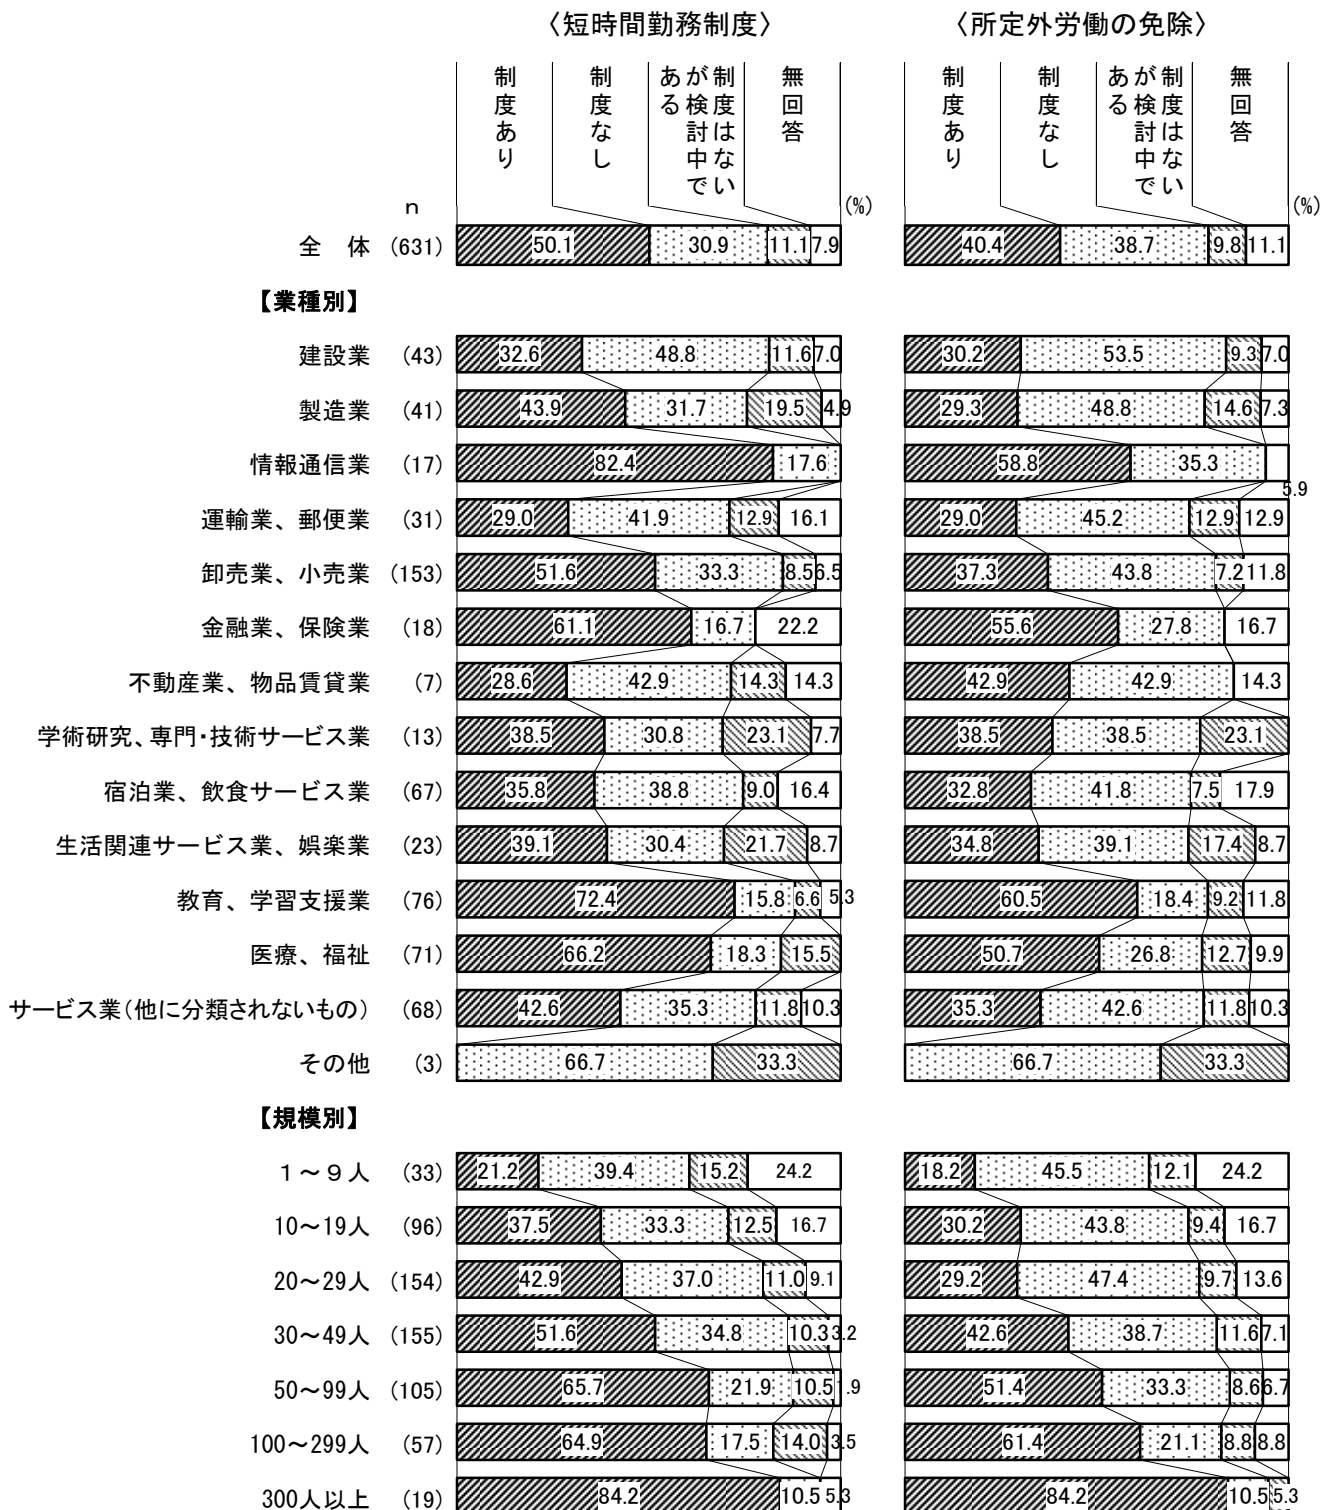 〈短時間勤務制度〉 〈所定外労働の免除〉
制度あり 制度なし 制度はないが検討中である 無回答 制度あり 制度なし 制度はないが検討中である 無回答
n (%) (%)
全 体 (631) 50.1 30.9 11.1 7.9 40.4 38.7 9.8 11.1
【業種別】
建設業 (43) 32.6 48.8 11.6 7.0 30.2 53.5 9.3 7.0
製造業 (41) 43.9 31.7 19.5 4.9 29.3 48.8 14.6 7.3
情報通信業 (17) 82.4 17.6 58.8 35.3 5.9
運輸業、郵便業 (31) 29.0 41.9 12.9 16.1 29.0 45.2 12.9 12.9
卸売業、小売業 (153) 51.6 33.3 8.5 6.5 37.3 43.8 7.2 11.8
金融業、保険業 (18) 61.1 16.7 22.2 55.6 27.8 16.7
不動産業、物品賃貸業 (7) 28.6 42.9 14.3 14.3 42.9 42.9 14.3
学術研究、専門・技術サービス業 (13) 38.5 30.8 23.1 7.7 38.5 38.5 23.1
宿泊業、飲食サービス業 (67) 35.8 38.8 9.0 16.4 32.8 41.8 7.5 17.9
生活関連サービス業、娯楽業 (23) 39.1 30.4 21.7 8.7 34.8 39.1 17.4 8.7
教育、学習支援業 (76) 72.4 15.8 6.6 5.3 60.5 18.4 9.2 11.8
医療、福祉 (71) 66.2 18.3 15.5 50.7 26.8 12.7 9.9
サービス業(他に分類されないもの) (68) 42.6 35.3 11.8 10.3 35.3 42.6 11.8 10.3
その他 (3) 66.7 33.3 66.7 33.3
【規模別】
1～9人 (33) 21.2 39.4 15.2 24.2 18.2 45.5 12.1 24.2
10～19人 (96) 37.5 33.3 12.5 16.7 30.2 43.8 9.4 16.7
20～29人 (154) 42.9 37.0 11.0 9.1 29.2 47.4 9.7 13.6
30～49人 (155) 51.6 34.8 10.3 3.2 42.6 38.7 11.6 7.1
50～99人 (105) 65.7 21.9 10.5 1.9 51.4 33.3 8.6 6.7
100～299人 (57) 64.9 17.5 14.0 3.5 61.4 21.1 8.8 8.8
300人以上 (19) 84.2 10.5 5.3 84.2 10.5 5.3